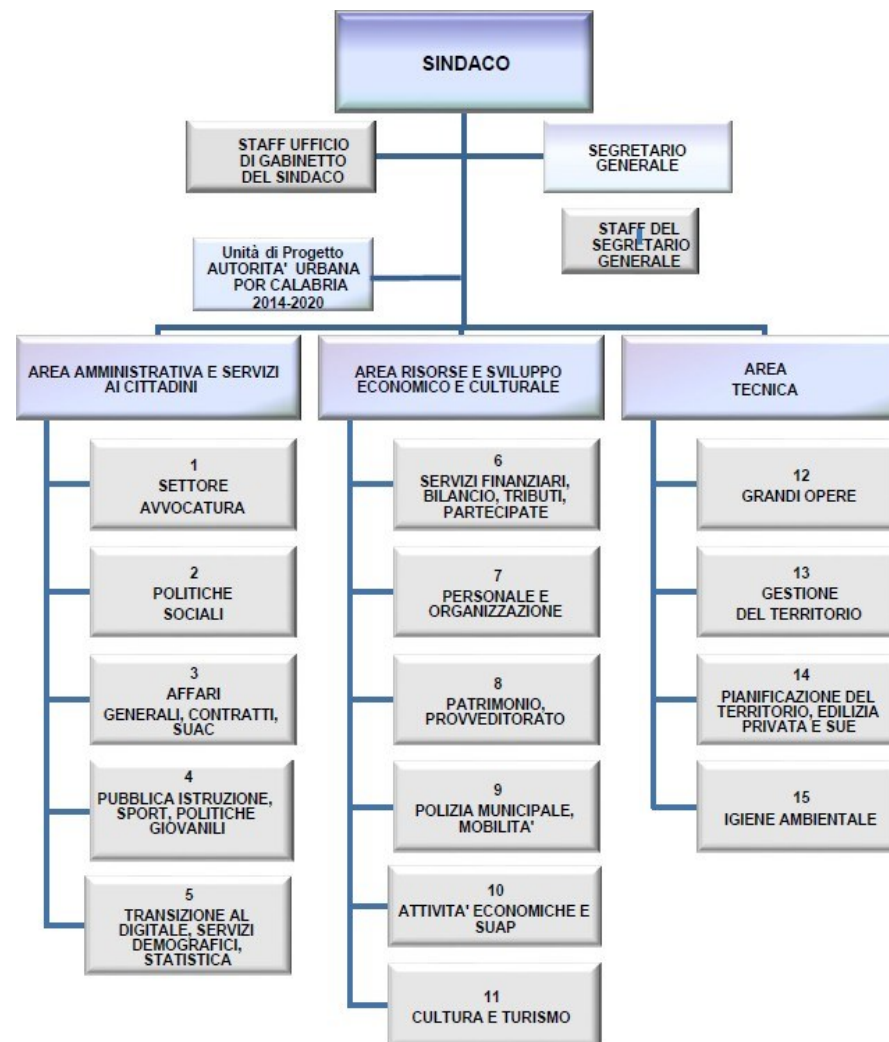 SINDACO
STAFF UFFICIO
DI GABINETTO
DEL SINDACO
SEGRETARIO
GENERALE
STAFF DEL
SEGRETARIO
GENERALE
Unità di Progetto
AUTORITA' URBANA
POR CALABRIA
2014-2020
AREA AMMINISTRATIVA E SERVIZI
AI CITTADINI
1
SETTORE
AVVOCATURA
2
POLITICHE
SOCIALI
3
AFFARI
GENERALI, CONTRATTI,
SUAC
4
PUBBLICA ISTRUZIONE,
SPORT, POLITICHE
GIOVANILI
5
TRANSIZIONE AL
DIGITALE, SERVIZI
DEMOGRAFICI,
STATISTICA
AREA RISORSE E SVILUPPO
ECONOMICO E CULTURALE
6
SERVIZI FINANZIARI,
BILANCIO, TRIBUTI,
PARTECIPATE
7
PERSONALE E
ORGANIZZAZIONE
8
PATRIMONIO,
PROVVEDITORATO
9
POLIZIA MUNICIPALE,
MOBILITA'
10
ATTIVITA' ECONOMICHE E
SUAP
11
CULTURA E TURISMO
AREA
TECNICA
12
GRANDI OPERE
13
GESTIONE
DEL TERRITORIO
14
PIANIFICAZIONE DEL
TERRITORIO, EDILIZIA
PRIVATA E SUE
15
IGIENE AMBIENTALE